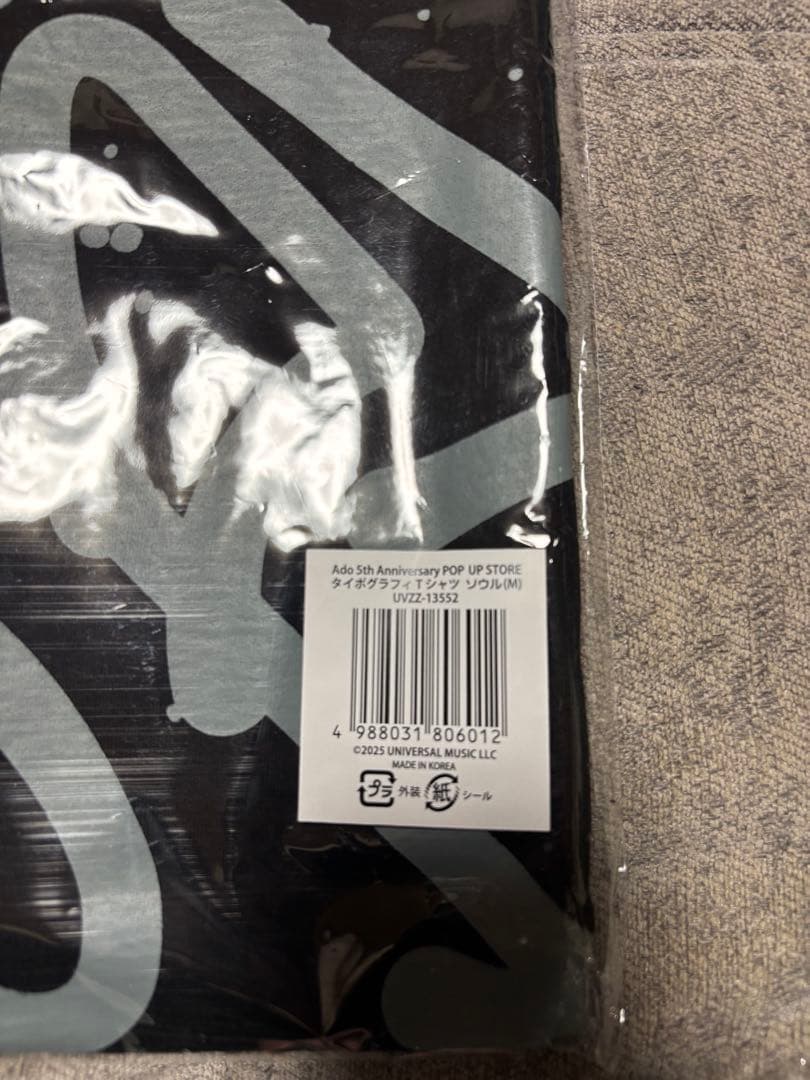 Ado 5th Anniversary POP UP STORE
タイポグラフィTシャツ ソウル(M)
UVZZ-13552
4 988031 806012
©2025 UNIVERSAL MUSIC LLC
MADE IN KOREA
プラ 外装 紙 シール